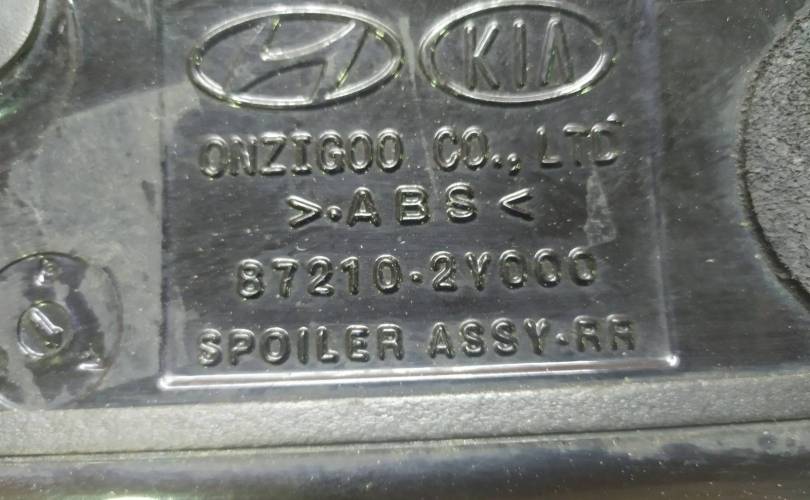 KIA
ONZIGOO CO., LTD
>·ABS<
87210-2Y000
SPOILER ASSY-RR